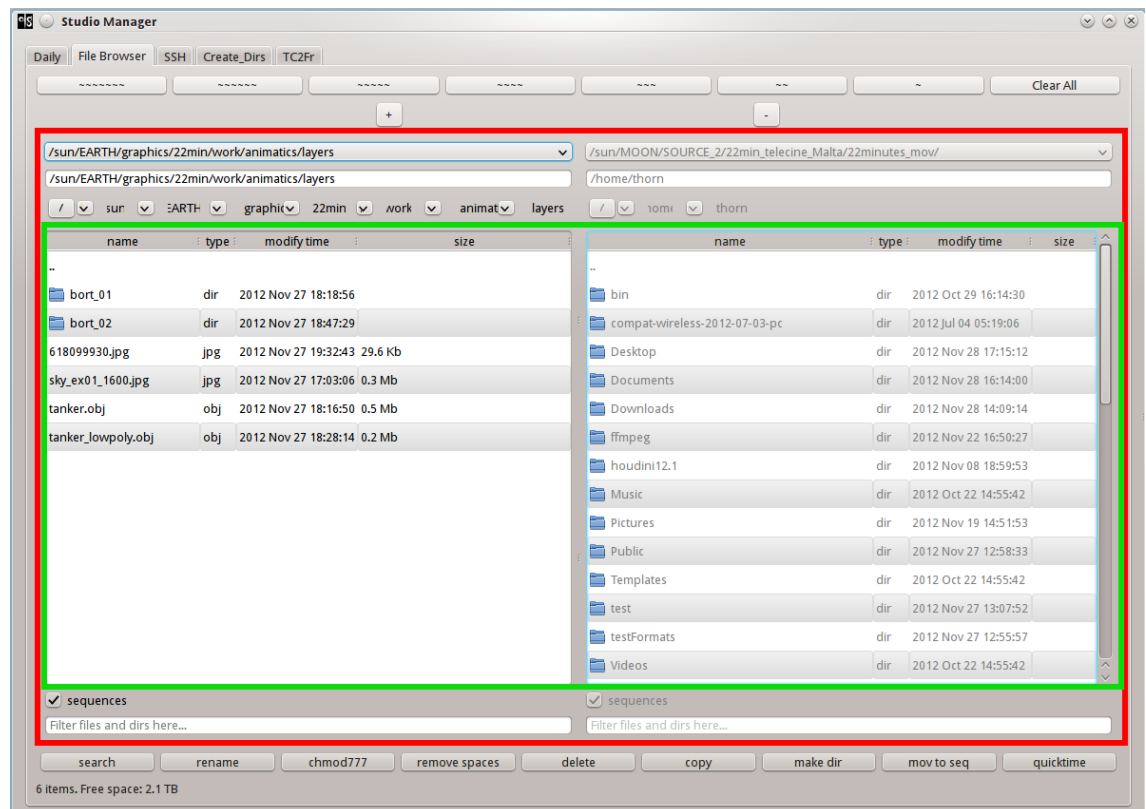 Studio Manager
Daily File Browser SSH Create_Dirs TC2Fr
~~~~~~~ ~~~~~~ ~~~~~ ~~~~ ~~~ ~~ ~ Clear All
+ -
/sun/EARTH/graphics/22min/work/animatics/layers /sun/MOON/SOURCE_2/22min_telecine_Malta/22minutes_mov/
/sun/EARTH/graphics/22min/work/animatics/layers /home/thorn
/ sun EARTH graphic 22min work animat layers / home thorn
name type modify time size name type modify time size
.. ..
bort_01 dir 2012 Nov 27 18:18:56 bin dir 2012 Oct 29 16:14:30
bort_02 dir 2012 Nov 27 18:47:29 compat-wireless-2012-07-03-pc dir 2012 Jul 04 05:19:06
618099930.jpg jpg 2012 Nov 27 19:32:43 29.6 Kb Desktop dir 2012 Nov 28 17:15:12
sky_ex01_1600.jpg jpg 2012 Nov 27 17:03:06 0.3 Mb Documents dir 2012 Nov 28 16:14:00
tanker.obj obj 2012 Nov 27 18:16:50 0.5 Mb Downloads dir 2012 Nov 28 14:09:14
tanker_lowpoly.obj obj 2012 Nov 27 18:28:14 0.2 Mb ffmpeg dir 2012 Nov 22 16:50:27
houdini12.1 dir 2012 Nov 08 18:59:53
Music dir 2012 Oct 22 14:55:42
Pictures dir 2012 Nov 19 14:51:53
Public dir 2012 Nov 27 12:58:33
Templates dir 2012 Oct 22 14:55:42
test dir 2012 Nov 27 13:07:52
testFormats dir 2012 Nov 27 12:55:57
Videos dir 2012 Oct 22 14:55:42
sequences sequences
Filter files and dirs here... Filter files and dirs here...
search rename chmod777 remove spaces delete copy make dir mov to seq quicktime
6 items. Free space: 2.1 TB